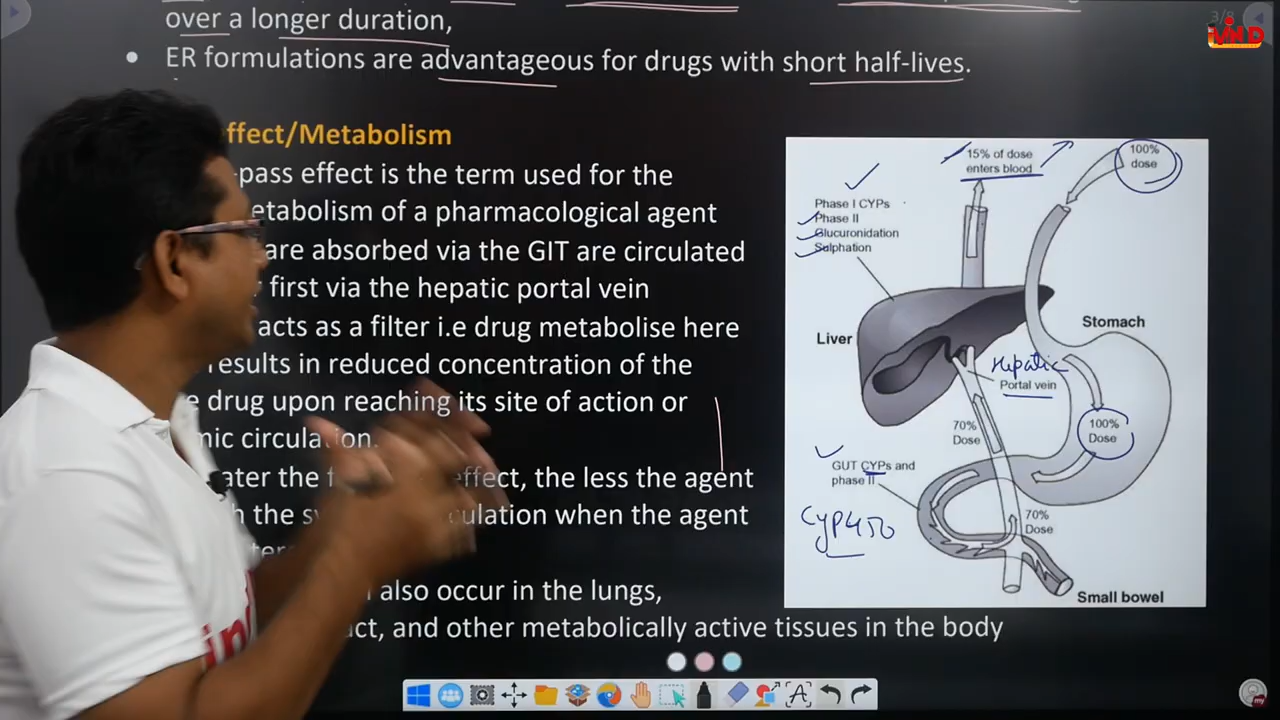 over a longer duration,
• ER formulations are advantageous for drugs with short half-lives.
ffect/Metabolism
-pass effect is the term used for the
etabolism of a pharmacological agent
are absorbed via the GIT are circulated
first via the hepatic portal vein
acts as a filter i.e drug metabolise here
results in reduced concentration of the
e drug upon reaching its site of action or
mic circulation.
ater the effect, the less the agent
the culation when the agent
also occur in the lungs,
act, and other metabolically active tissues in the body
15% of dose
enters blood
100%
dose
Phase I CYPs
Phase II
Glucuronidation
Sulphation
Liver
Stomach
Hepatic
Portal vein
70%
Dose
100%
Dose
GUT CYPs and
phase II
CYP450
70%
Dose
Small bowel
3/8